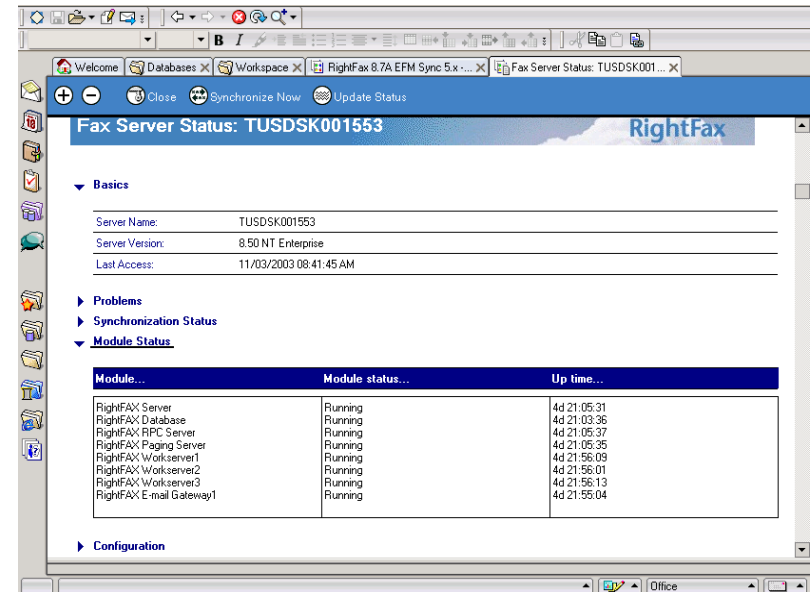 B I
Welcome Databases Workspace RightFax 8.7A EFM Sync 5.x -... Fax Server Status: TUSDSK001...
Close Synchronize Now Update Status
Fax Server Status: TUSDSK001553 RightFax
Basics
Server Name: TUSDSK001553
Server Version: 8.50 NT Enterprise
Last Access: 11/03/2003 08:41:45 AM
Problems
Synchronization Status
Module Status
Module... Module status... Up time...
RightFAX Server Running 4d 21:05:31
RightFAX Database Running 4d 21:03:36
RightFAX RPC Server Running 4d 21:05:37
RightFAX Paging Server Running 4d 21:05:35
RightFAX Workserver1 Running 4d 21:56:09
RightFAX Workserver2 Running 4d 21:56:01
RightFAX Workserver3 Running 4d 21:56:13
RightFAX E-mail Gateway1 Running 4d 21:55:04
Configuration
Office